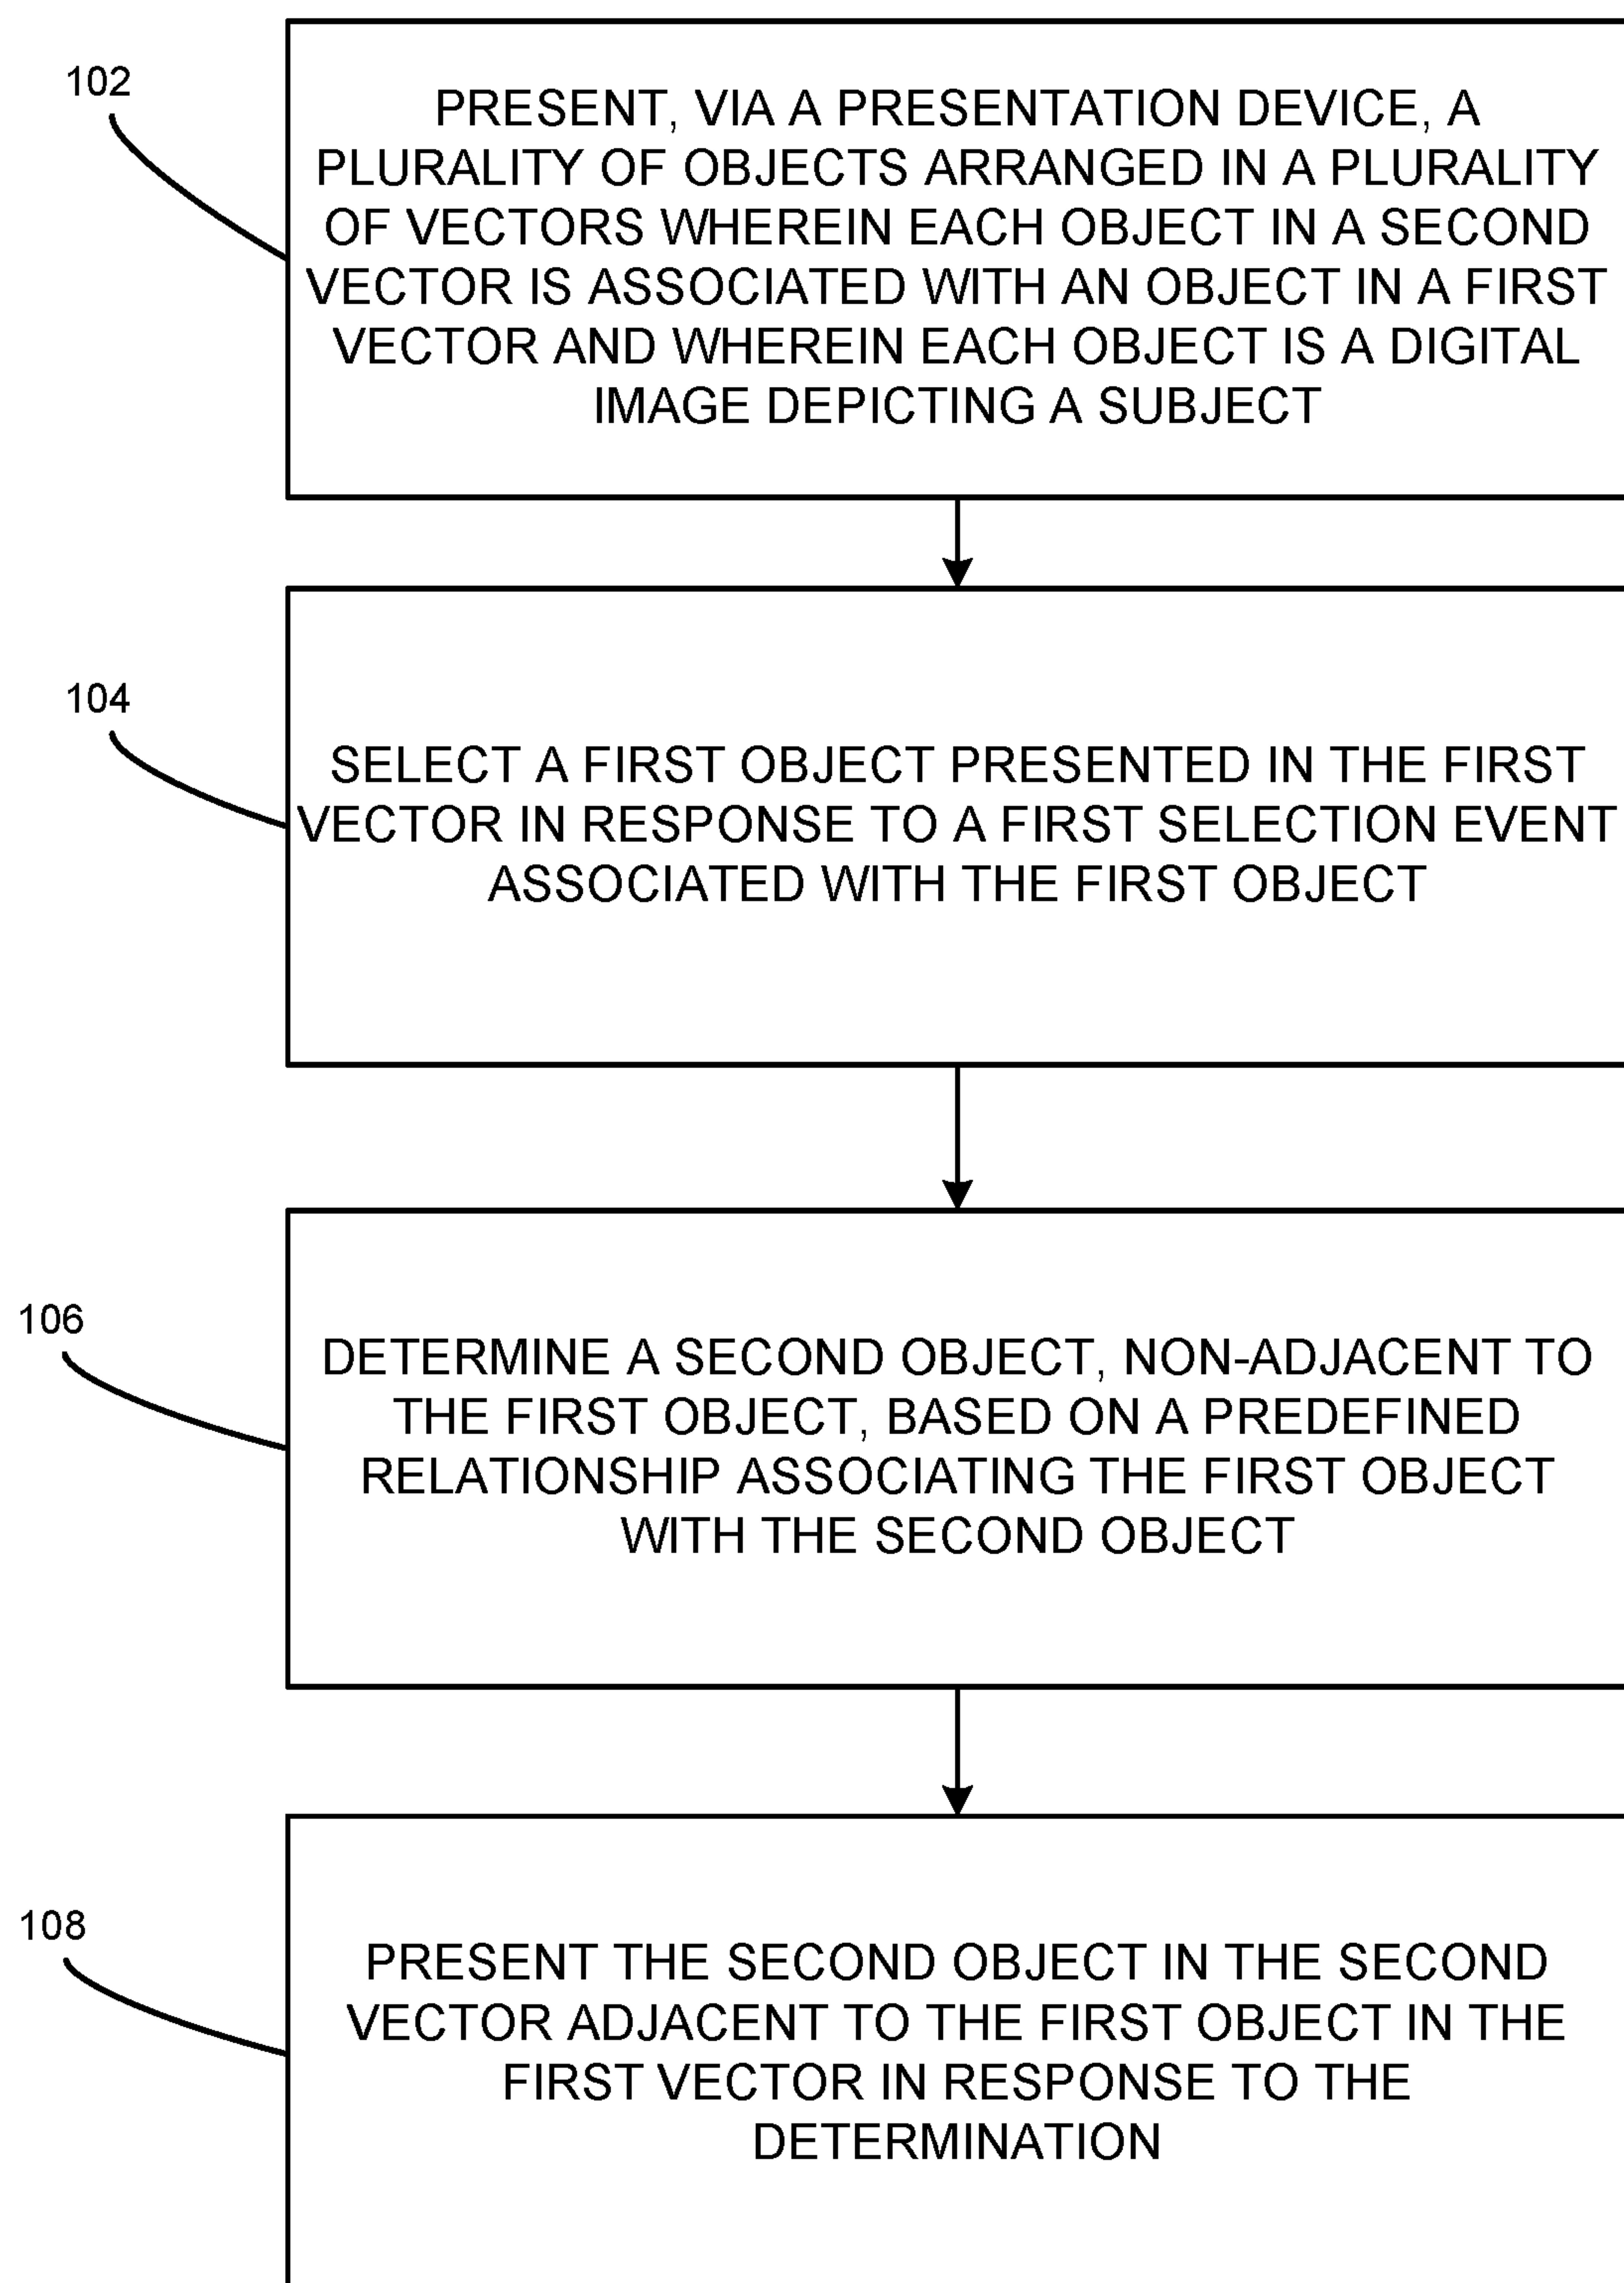 102
PRESENT, VIA A PRESENTATION DEVICE, A
PLURALITY OF OBJECTS ARRANGED IN A PLURALITY
OF VECTORS WHEREIN EACH OBJECT IN A SECOND
VECTOR IS ASSOCIATED WITH AN OBJECT IN A FIRST
VECTOR AND WHEREIN EACH OBJECT IS A DIGITAL
IMAGE DEPICTING A SUBJECT
104
SELECT A FIRST OBJECT PRESENTED IN THE FIRST
VECTOR IN RESPONSE TO A FIRST SELECTION EVENT
ASSOCIATED WITH THE FIRST OBJECT
106
DETERMINE A SECOND OBJECT, NON-ADJACENT TO
THE FIRST OBJECT, BASED ON A PREDEFINED
RELATIONSHIP ASSOCIATING THE FIRST OBJECT
WITH THE SECOND OBJECT
108
PRESENT THE SECOND OBJECT IN THE SECOND
VECTOR ADJACENT TO THE FIRST OBJECT IN THE
FIRST VECTOR IN RESPONSE TO THE
DETERMINATION